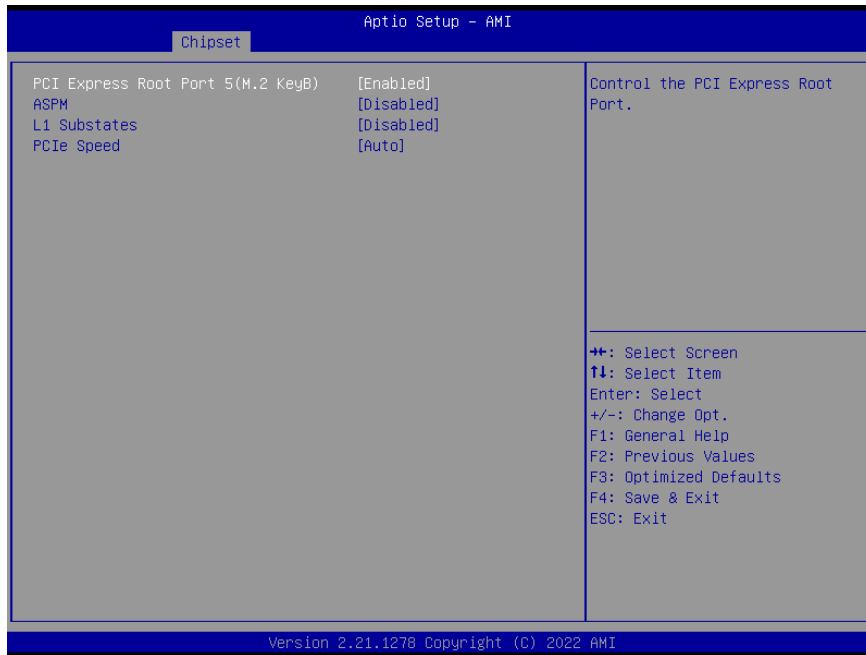 Aptio Setup - AMI
Chipset
PCI Express Root Port 5(M.2 KeyB) [Enabled]
ASPM [Disabled]
L1 Substates [Disabled]
PCIe Speed [Auto]
Control the PCI Express Root
Port.
→←: Select Screen
↑↓: Select Item
Enter: Select
+/-: Change Opt.
F1: General Help
F2: Previous Values
F3: Optimized Defaults
F4: Save & Exit
ESC: Exit
Version 2.21.1278 Copyright (C) 2022 AMI